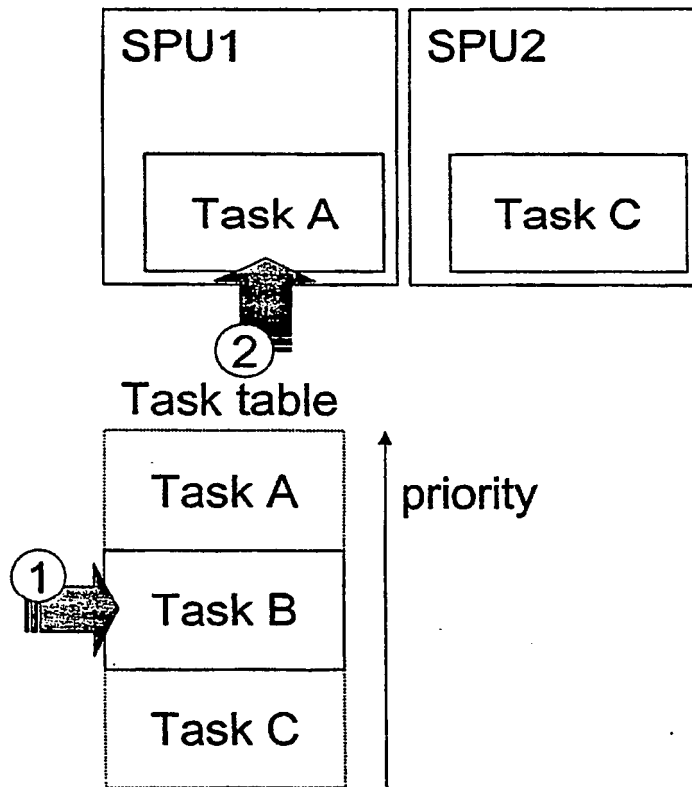 SPU1 SPU2
Task A Task C
2
Task table
Task A
priority
1
Task B
Task C